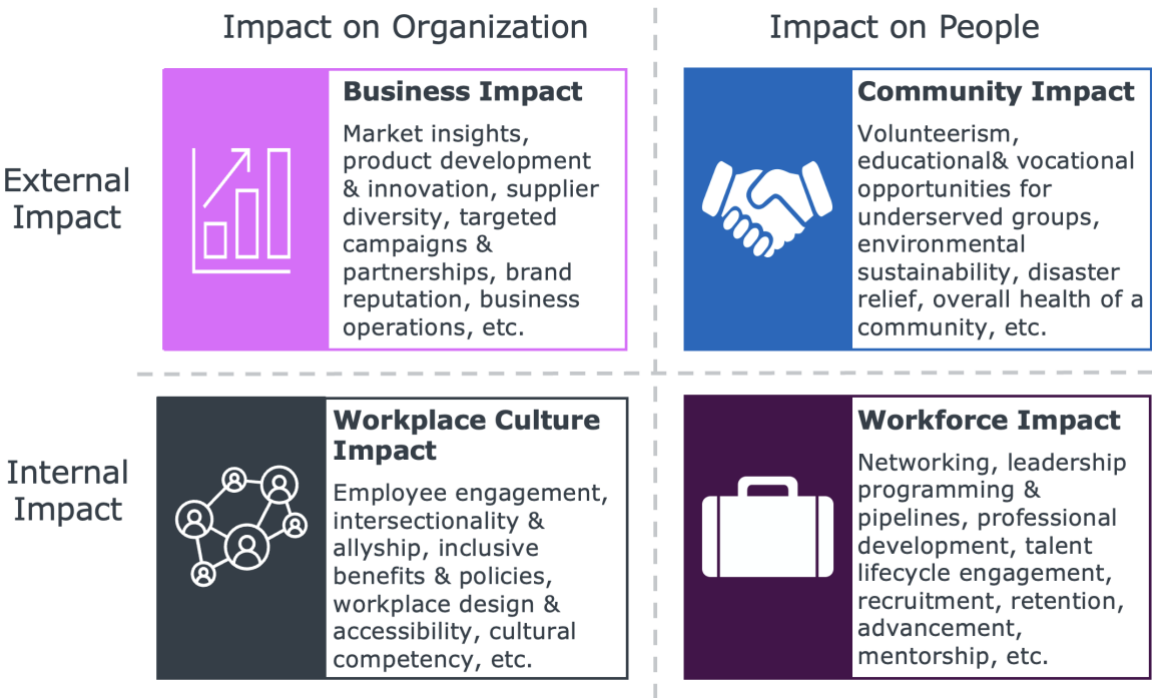 Impact on Organization
Impact on People
External
Impact
Business Impact
Market insights,
product development
& innovation, supplier
diversity, targeted
campaigns &
partnerships, brand
reputation, business
operations, etc.
Community Impact
Volunteerism,
educational& vocational
opportunities for
underserved groups,
environmental
sustainability, disaster
relief, overall health of a
community, etc.
Internal
Impact
Workplace Culture
Impact
Employee engagement,
intersectionality &
allyship, inclusive
benefits & policies,
workplace design &
accessibility, cultural
competency, etc.
Workforce Impact
Networking, leadership
programming &
pipelines, professional
development, talent
lifecycle engagement,
recruitment, retention,
advancement,
mentorship, etc.